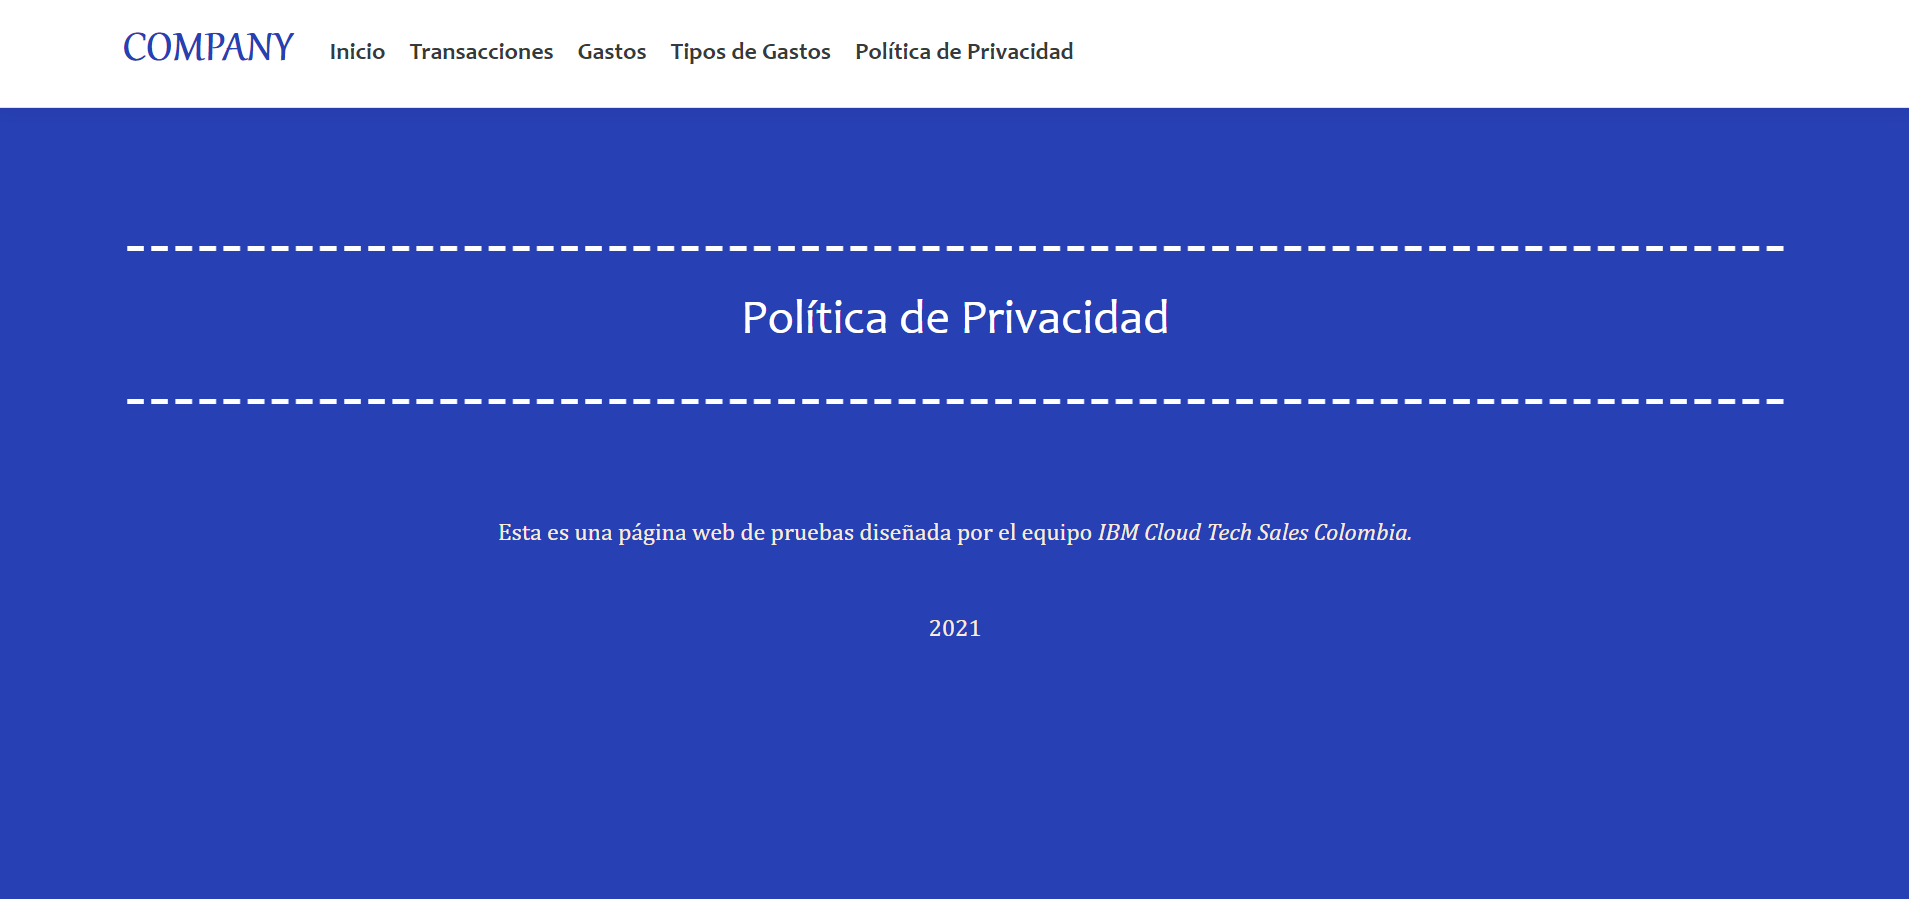 COMPANY Inicio Transacciones Gastos Tipos de Gastos Política de Privacidad
Política de Privacidad
Esta es una página web de pruebas diseñada por el equipo IBM Cloud Tech Sales Colombia.
2021